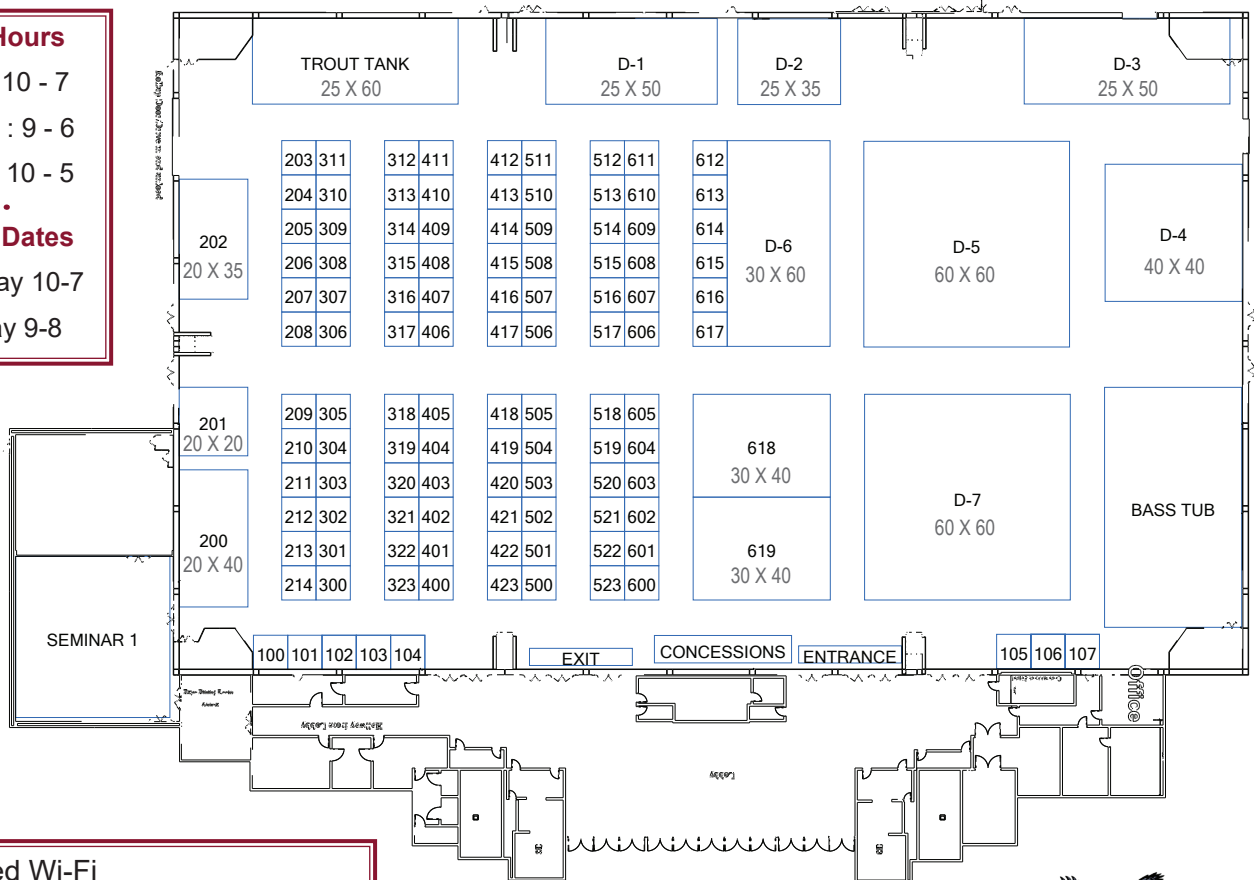 Hours
10 - 7
: 9 - 6
10 - 5
Dates
ay 10-7
ay 9-8
TROUT TANK
25 X 60
D-1
25 X 50
D-2
25 X 35
D-3
25 X 50
203 311 312 411 412 511 512 611 612
204 310 313 410 413 510 513 610 613
205 309 314 409 414 509 514 609 614
206 308 315 408 415 508 515 608 615
207 307 316 407 416 507 516 607 616
208 306 317 406 417 506 517 606 617
202
20 X 35
D-6
30 X 60
D-5
60 X 60
D-4
40 X 40
201
20 X 20
200
20 X 40
209 305 318 405 418 505 518 605
210 304 319 404 419 504 519 604
211 303 320 403 420 503 520 603
212 302 321 402 421 502 521 602
213 301 322 401 422 501 522 601
214 300 323 400 423 500 523 600
618
30 X 40
619
30 X 40
D-7
60 X 60
BASS TUB
SEMINAR 1
100 101 102 103 104
EXIT
CONCESSIONS
ENTRANCE
105 106 107
Office
Hallway from Lobby
Lobby
ed Wi-Fi